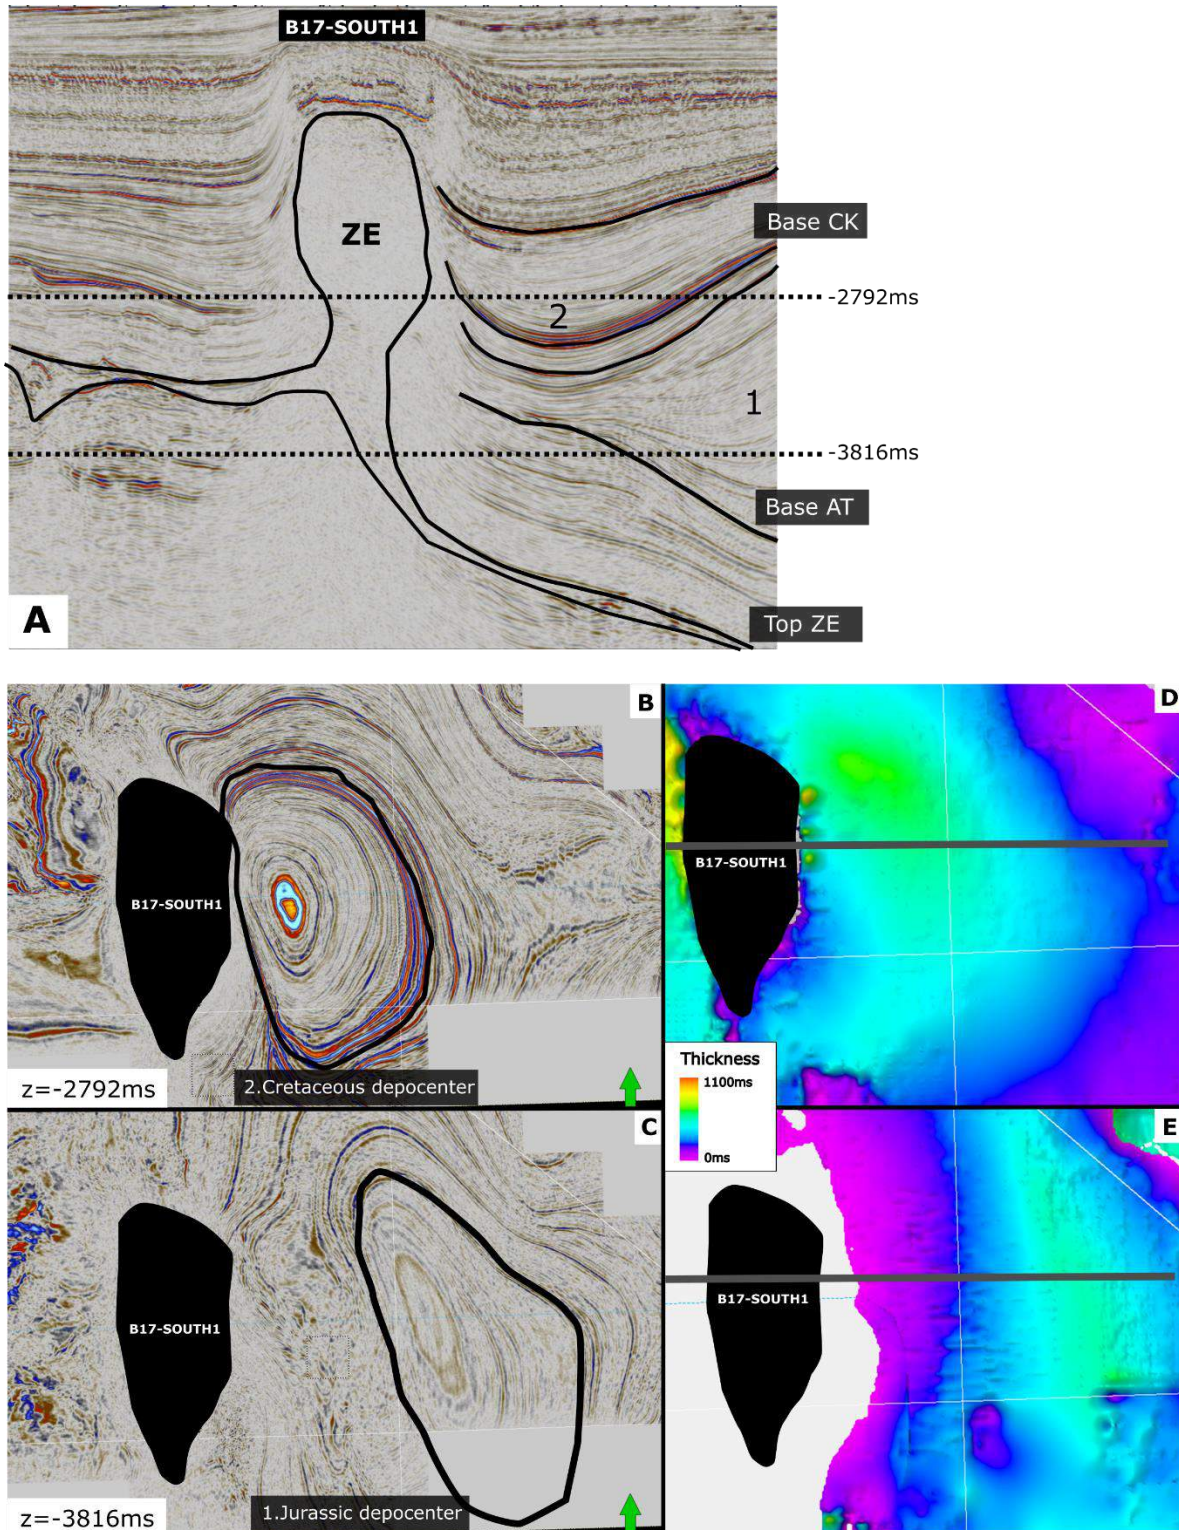 B17-SOUTH1
ZE
Base CK
-2792ms
2
1
-3816ms
Base AT
Top ZE
A
B
B17-SOUTH1
z=-2792ms
2.Cretaceous depocenter
C
B17-SOUTH1
z=-3816ms
1.Jurassic depocenter
D
B17-SOUTH1
Thickness
1100ms
0ms
E
B17-SOUTH1